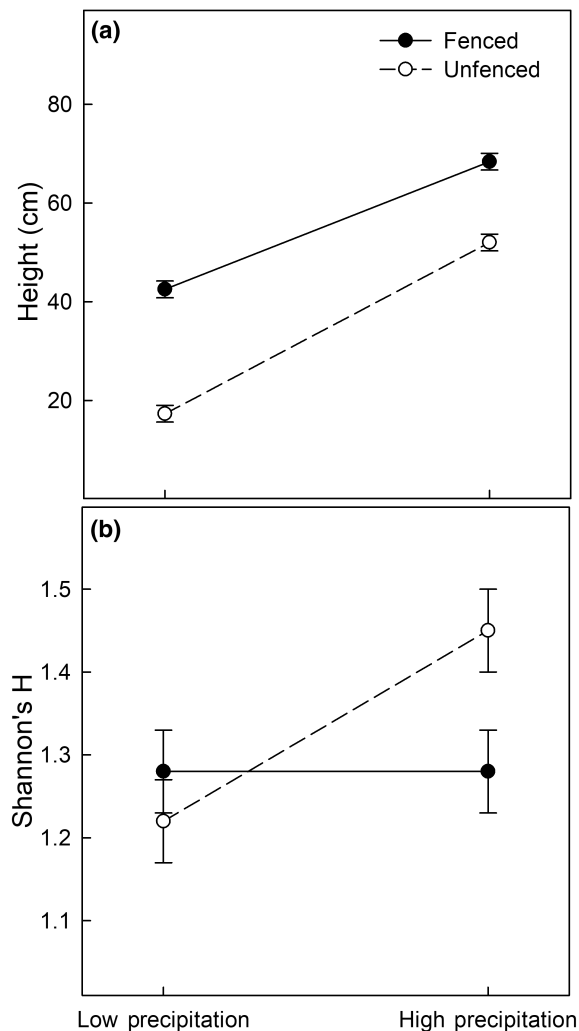 (a)
Fenced
Unfenced
80
60
40
20
Height (cm)
(b)
1.5
1.4
1.3
1.2
1.1
Shannon's H
Low precipitation
High precipitation